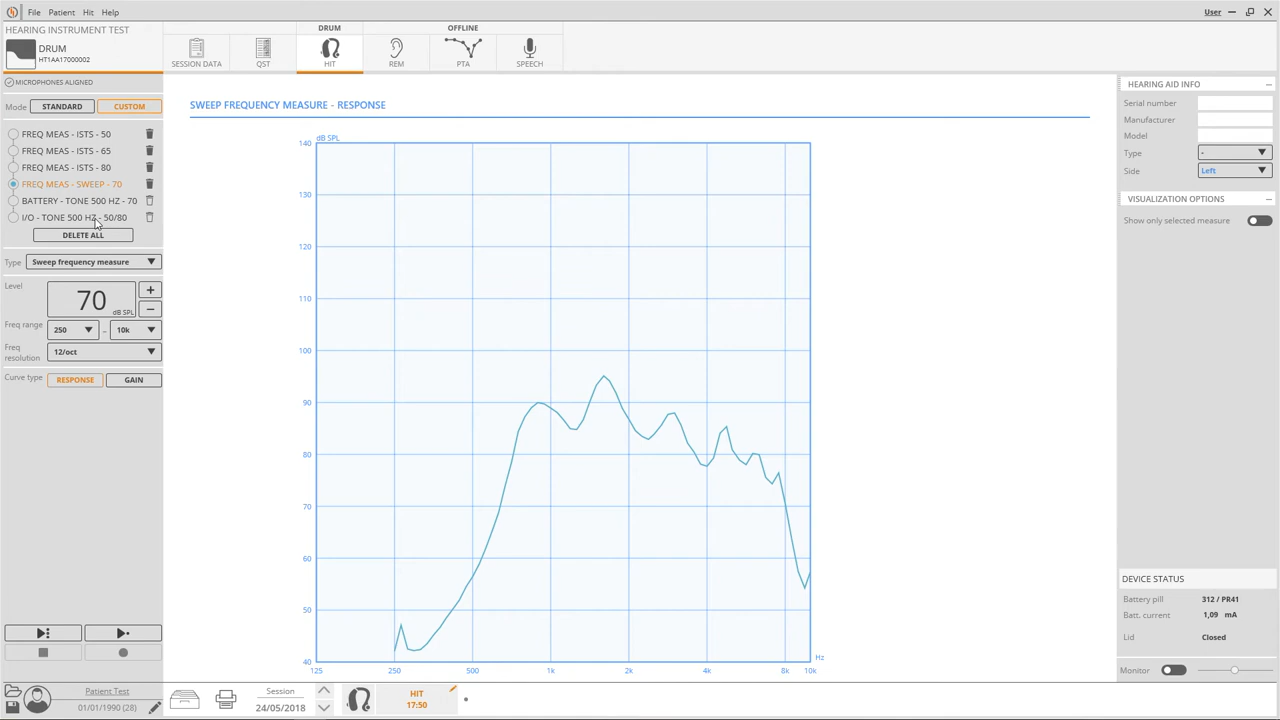 File Patient Hit Help
User
HEARING INSTRUMENT TEST
DRUM
HT1AA17000002
DRUM
OFFLINE
SESSION DATA
QST
HIT
REM
PTA
SPEECH
MICROPHONES ALIGNED
Mode STANDARD CUSTOM
FREQ MEAS - ISTS - 50
FREQ MEAS - ISTS - 65
FREQ MEAS - ISTS - 80
FREQ MEAS - SWEEP - 70
BATTERY - TONE 500 HZ - 70
I/O - TONE 500 HZ - 50/80
DELETE ALL
Type Sweep frequency measure
Level 70 dB SPL + −
Freq range 250 - 10k
Freq
resolution 12/oct
Curve type RESPONSE GAIN
SWEEP FREQUENCY MEASURE - RESPONSE
dB SPL
140
130
120
110
100
90
80
70
60
50
40
Hz
125 250 500 1k 2k 4k 8k 10k
HEARING AID INFO
Serial number
Manufacturer
Model
Type -
Side Left
VISUALIZATION OPTIONS
Show only selected measure
DEVICE STATUS
Battery pill 312 / PR41
Batt. current 1,09 mA
Lid Closed
Monitor
Patient Test
01/01/1990 (28)
Session
24/05/2018
HIT
17:50